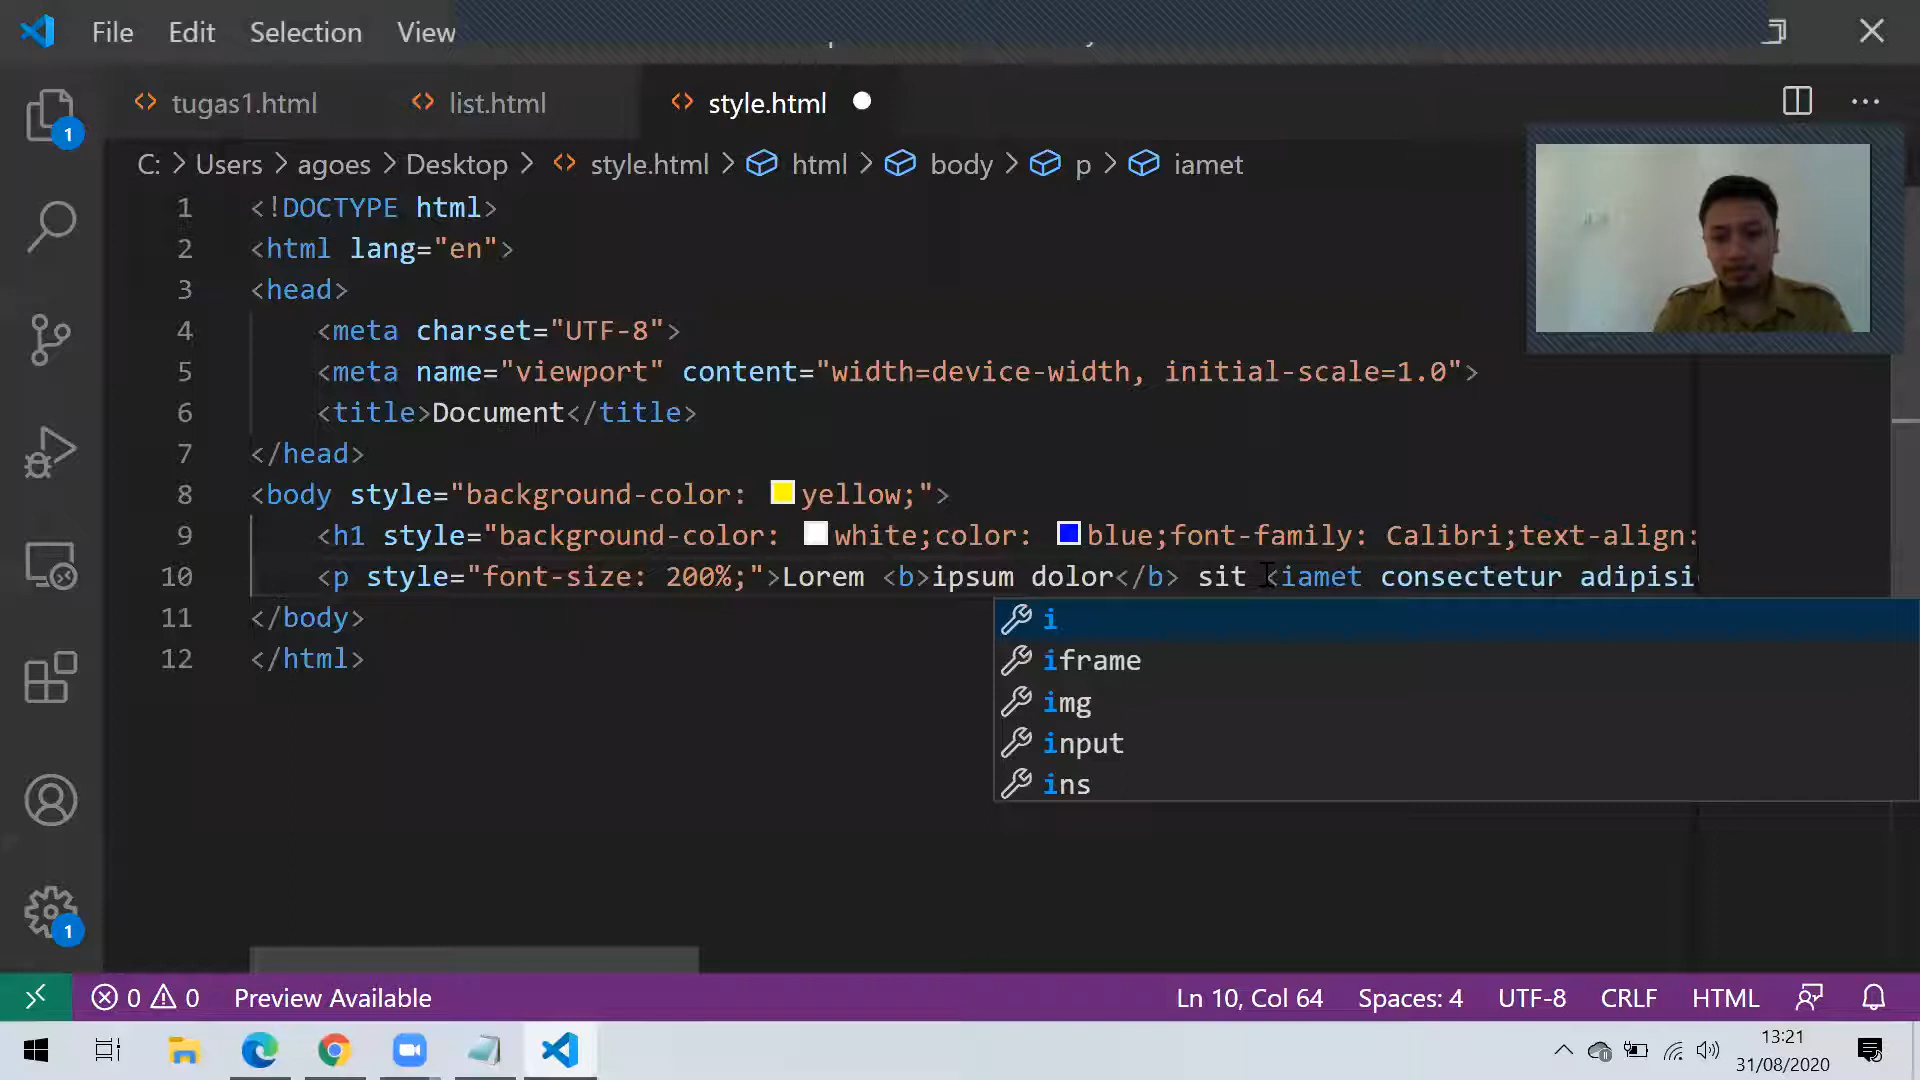 File Edit Selection View
tugas1.html list.html style.html
C: > Users > agoes > Desktop > style.html > html > body > p > iamet
1 <!DOCTYPE html>
2 <html lang="en">
3 <head>
4 <meta charset="UTF-8">
5 <meta name="viewport" content="width=device-width, initial-scale=1.0">
6 <title>Document</title>
7 </head>
8 <body style="background-color: yellow;">
9 <h1 style="background-color: white;color: blue;font-family: Calibri;text-align:
10 <p style="font-size: 200%;">Lorem <b>ipsum dolor</b> sit <iamet consectetur adipisi
11 </body>
12 </html>
i
iframe
img
input
ins
1
1
0 0 Preview Available Ln 10, Col 64 Spaces: 4 UTF-8 CRLF HTML
13:21
31/08/2020